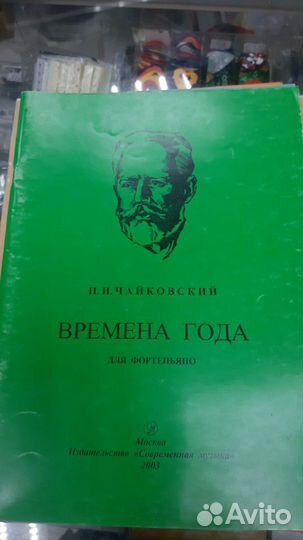 П. И. ЧАЙКОВСКИЙ
ВРЕМЕНА ГОДА
ДЛЯ ФОРТЕПЬЯНО
Москва
Издательство «Современная музыка»
2003
Avito